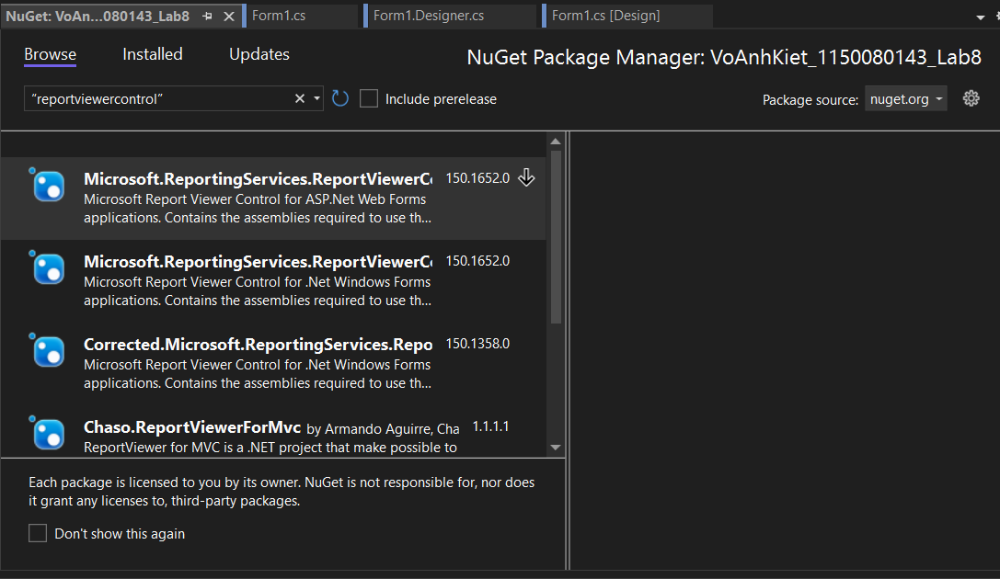 NuGet: VoAn...080143_Lab8
Form1.cs
Form1.Designer.cs
Form1.cs [Design]
Browse
Installed
Updates
NuGet Package Manager: VoAnhKiet_1150080143_Lab8
"reportviewercontrol"
Include prerelease
Package source:
nuget.org
Microsoft.ReportingServices.ReportViewerCo
150.1652.0
Microsoft Report Viewer Control for ASP.Net Web Forms
applications. Contains the assemblies required to use th...
Microsoft.ReportingServices.ReportViewerCo
150.1652.0
Microsoft Report Viewer Control for .Net Windows Forms
applications. Contains the assemblies required to use th...
Corrected.Microsoft.ReportingServices.Repo
150.1358.0
Microsoft Report Viewer Control for .Net Windows Forms
applications. Contains the assemblies required to use th...
Chaso.ReportViewerForMvc by Armando Aguirre, Cha
1.1.1.1
ReportViewer for MVC is a .NET project that make possible to
Each package is licensed to you by its owner. NuGet is not responsible for, nor does
it grant any licenses to, third-party packages.
Don't show this again